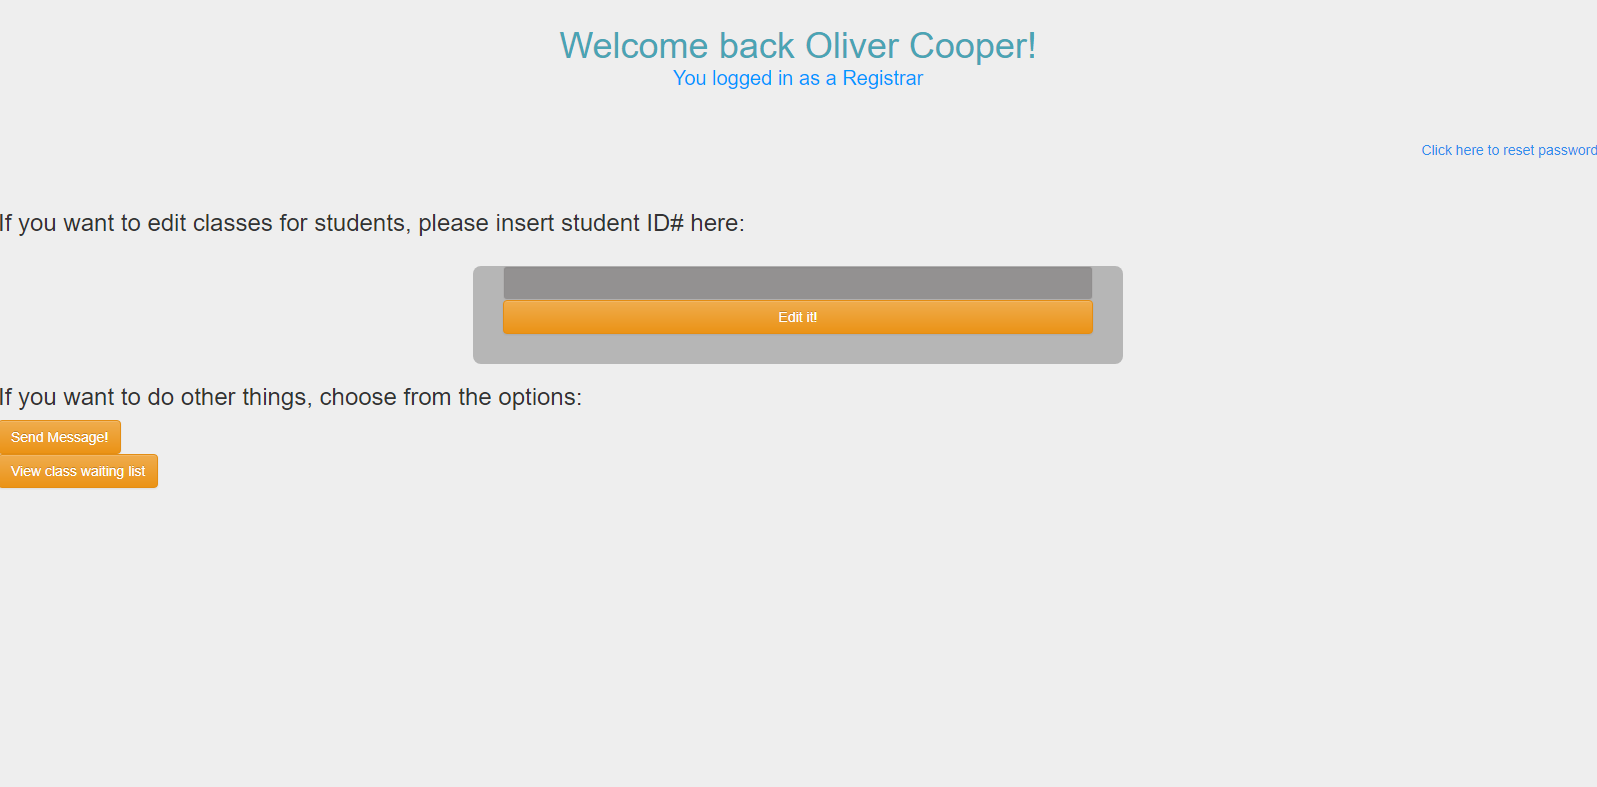 Welcome back Oliver Cooper!
You logged in as a Registrar
Click here to reset password
If you want to edit classes for students, please insert student ID# here:
Edit it!
If you want to do other things, choose from the options:
Send Message!
View class waiting list